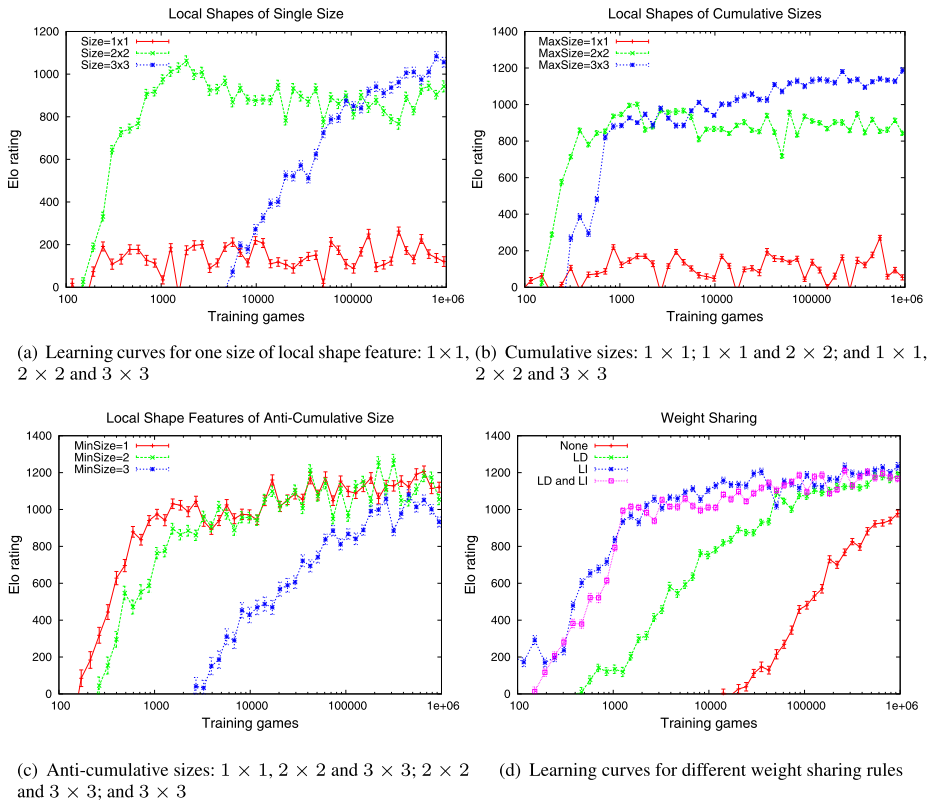 Local Shapes of Single Size
Size=1x1
Size=2x2
Size=3x3
1200
1000
800
600
400
200
0
Elo rating
100 1000 10000 100000 1e+06
Training games
(a) Learning curves for one size of local shape feature: 1×1,
2 × 2 and 3 × 3
Local Shapes of Cumulative Sizes
MaxSize=1x1
MaxSize=2x2
MaxSize=3x3
1400
1200
1000
800
600
400
200
0
Elo rating
100 1000 10000 100000 1e+06
Training games
(b) Cumulative sizes: 1 × 1; 1 × 1 and 2 × 2; and 1 × 1,
2 × 2 and 3 × 3
Local Shape Features of Anti-Cumulative Size
MinSize=1
MinSize=2
MinSize=3
1400
1200
1000
800
600
400
200
0
Elo rating
100 1000 10000 100000 1e+06
Training games
(c) Anti-cumulative sizes: 1 × 1, 2 × 2 and 3 × 3; 2 × 2
and 3 × 3; and 3 × 3
Weight Sharing
None
LD
LI
LD and LI
1400
1200
1000
800
600
400
200
0
Elo rating
100 1000 10000 100000 1e+06
Training games
(d) Learning curves for different weight sharing rules